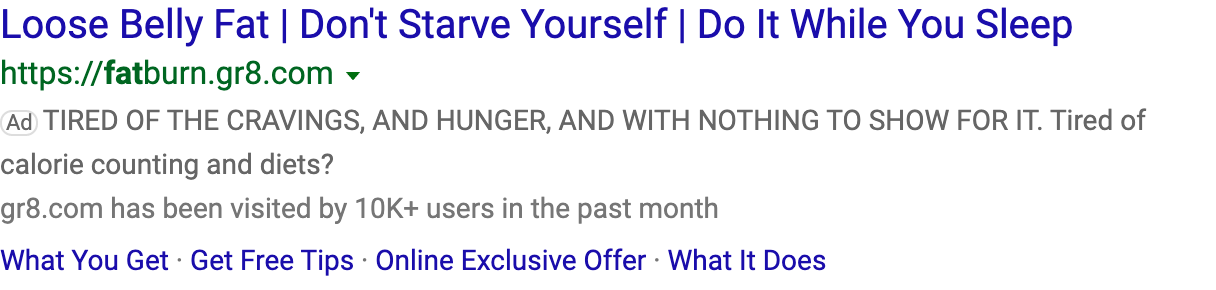 Loose Belly Fat | Don't Starve Yourself | Do It While You Sleep
https://fatburn.gr8.com
Ad TIRED OF THE CRAVINGS, AND HUNGER, AND WITH NOTHING TO SHOW FOR IT. Tired of
calorie counting and diets?
gr8.com has been visited by 10K+ users in the past month
What You Get · Get Free Tips · Online Exclusive Offer · What It Does